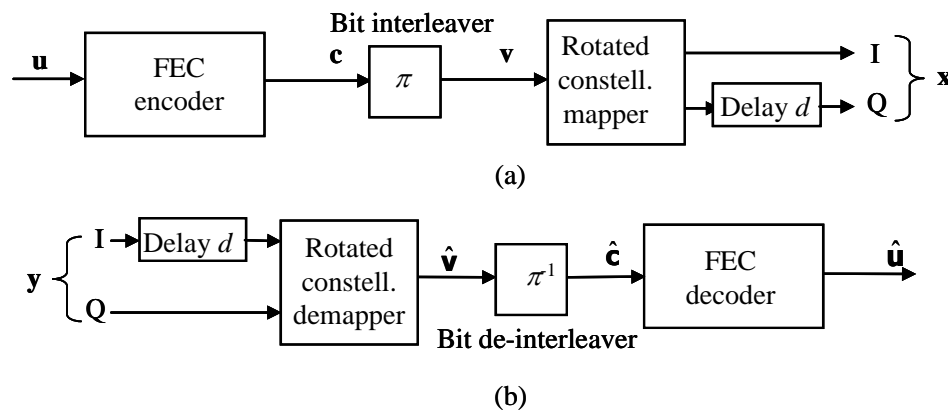 Bit interleaver
u
FEC
encoder
c
π
v
Rotated
constell.
mapper
I
Delay d
Q
x
(a)
y
I
Delay d
Q
Rotated
constell.
demapper
v̂
π-1
ĉ
FEC
decoder
û
Bit de-interleaver
(b)